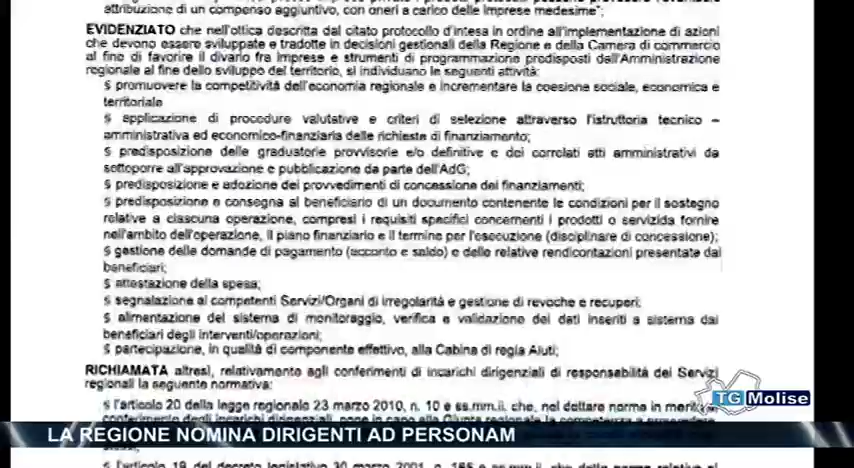 attribuzione di un compenso aggiuntivo, con oneri a carico delle imprese medesime";
EVIDENZIATO che nell'ottica descritta dal citato protocollo d'intesa in ordine all'implementazione di azioni
che devono essere sviluppate e tradotte in decisioni gestionali della Regione e della Camera di commercio
al fine di favorire il divario fra imprese e strumenti di programmazione predisposti dall'Amministrazione
regionale al fine dello sviluppo del territorio, si individuano le seguenti attività:
§ promuovere la competitività dell'economia regionale e incrementare la coesione sociale, economica e
territoriale
§ applicazione di procedure valutative e criteri di selezione attraverso l'istruttoria tecnico –
amministrativa ed economico-finanziaria delle richieste di finanziamento;
§ predisposizione delle graduatorie provvisorie e/o definitive e dei correlati atti amministrativi da
sottoporre all'approvazione e pubblicazione da parte dell'AdG;
§ predisposizione e adozione dei provvedimenti di concessione dei finanziamenti;
§ predisposizione e consegna al beneficiario di un documento contenente le condizioni per il sostegno
relative a ciascuna operazione, compresi i requisiti specifici concernenti i prodotti o servizida fornire
nell'ambito dell'operazione, il piano finanziario e il termine per l'esecuzione (disciplinare di concessione);
§ gestione delle domande di pagamento (acconto e saldo) e delle relative rendicontazioni presentate dai
beneficiari;
§ attestazione della spesa;
§ segnalazione ai competenti Servizi/Organi di irregolarità e gestione di revoche e recuperi;
§ alimentazione del sistema di monitoraggio, verifica e validazione dei dati inseriti a sistema dai
beneficiari degli interventi/operazioni;
§ partecipazione, in qualità di componente effettivo, alla Cabina di regia Aiuti;
RICHIAMATA altresì, relativamente agli conferimenti di incarichi dirigenziali di responsabilità dei Servizi
regionali la seguente normativa:
§ l'articolo 20 della legge regionale 23 marzo 2010, n. 10 e ss.mm.ii. che, nel dettare norme in merito
TG Molise
LA REGIONE NOMINA DIRIGENTI AD PERSONAM